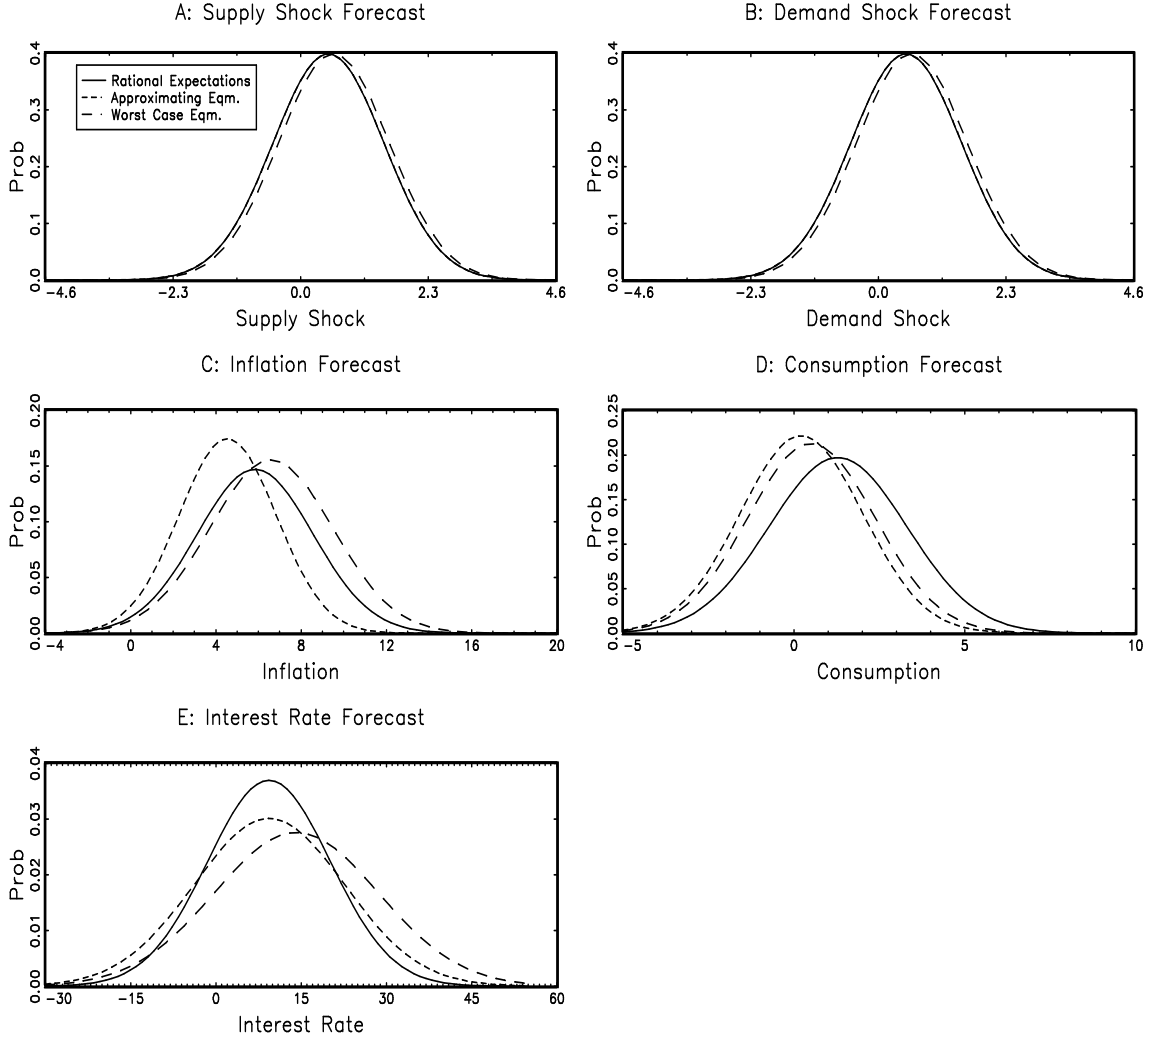 A: Supply Shock Forecast
Prob
0.0 0.1 0.2 0.3 0.4
Rational Expectations
Approximating Eqm.
Worst Case Eqm.
-4.6 -2.3 0.0 2.3 4.6
Supply Shock
B: Demand Shock Forecast
Prob
0.0 0.1 0.2 0.3 0.4
-4.6 -2.3 0.0 2.3 4.6
Demand Shock
C: Inflation Forecast
Prob
0.00 0.05 0.10 0.15 0.20
-4 0 4 8 12 16 20
Inflation
D: Consumption Forecast
Prob
0.00 0.05 0.10 0.15 0.20 0.25
-5 0 5 10
Consumption
E: Interest Rate Forecast
Prob
0.00 0.01 0.02 0.03 0.04
-30 -15 0 15 30 45 60
Interest Rate